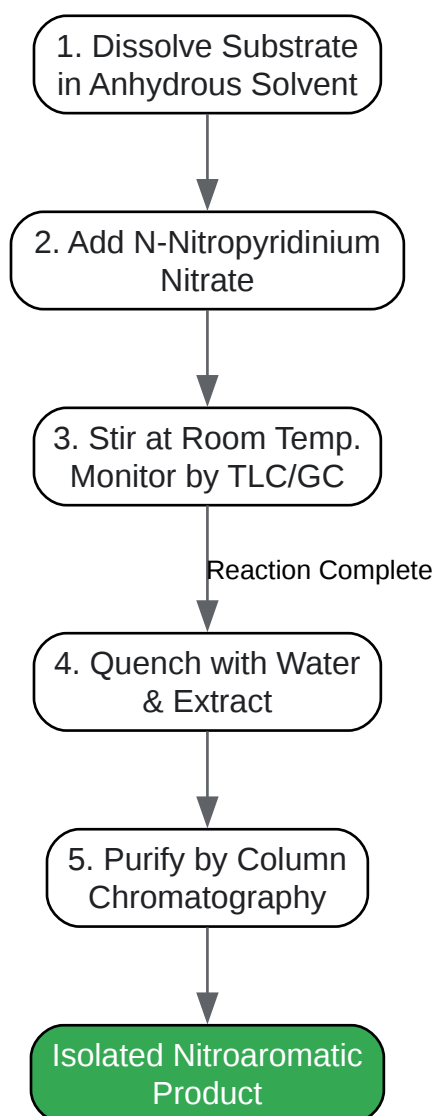 1. Dissolve Substrate
in Anhydrous Solvent
2. Add N-Nitropyridinium
Nitrate
3. Stir at Room Temp.
Monitor by TLC/GC
Reaction Complete
4. Quench with Water
& Extract
5. Purify by Column
Chromatography
Isolated Nitroaromatic
Product